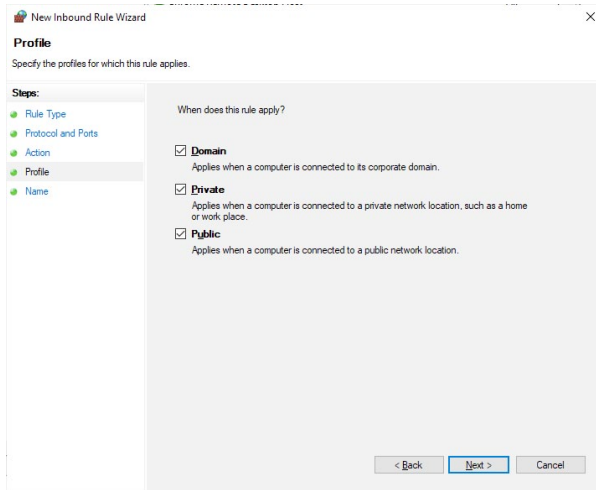 New Inbound Rule Wizard
Profile
Specify the profiles for which this rule applies.
Steps:
Rule Type
Protocol and Ports
Action
Profile
Name
When does this rule apply?
Domain
Applies when a computer is connected to its corporate domain.
Private
Applies when a computer is connected to a private network location, such as a home
or work place.
Public
Applies when a computer is connected to a public network location.
< Back
Next >
Cancel